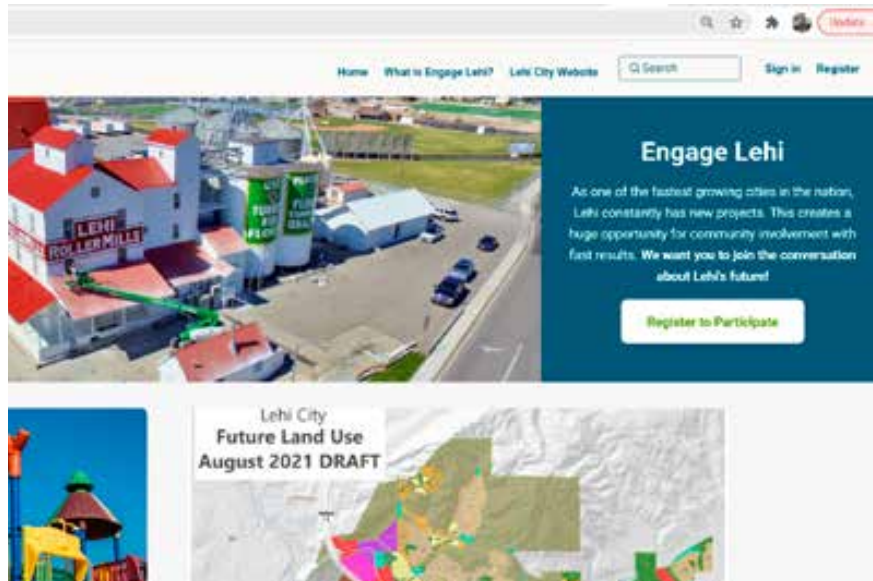 Update
Home What is Engage Lehi? Lehi City Website Search Sign in Register
Engage Lehi
As one of the fastest growing cities in the nation,
Lehi constantly has new projects. This creates a
huge opportunity for community involvement with
fast results. We want you to join the conversation
about Lehi's future!
Register to Participate
LEHI
ROLLER MILLS
TURKEY
Lehi City
Future Land Use
August 2021 DRAFT